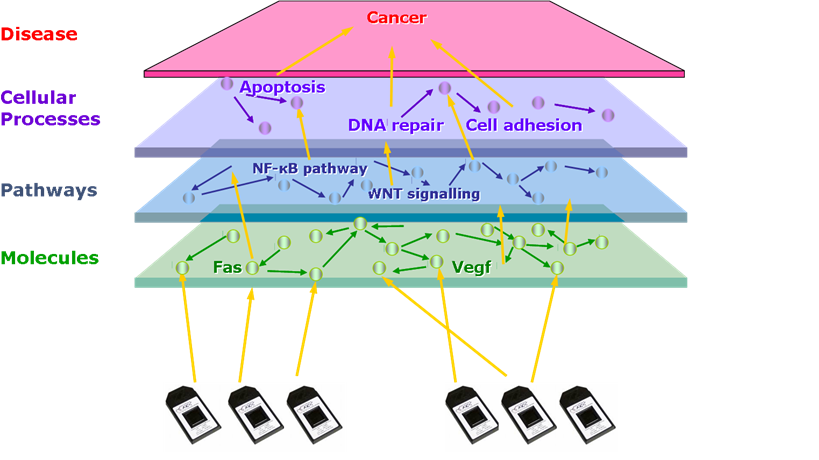 Disease
Cancer
Cellular
Processes
Apoptosis
DNA repair
Cell adhesion
Pathways
NF-κB pathway
WNT signalling
Molecules
Fas
Vegf